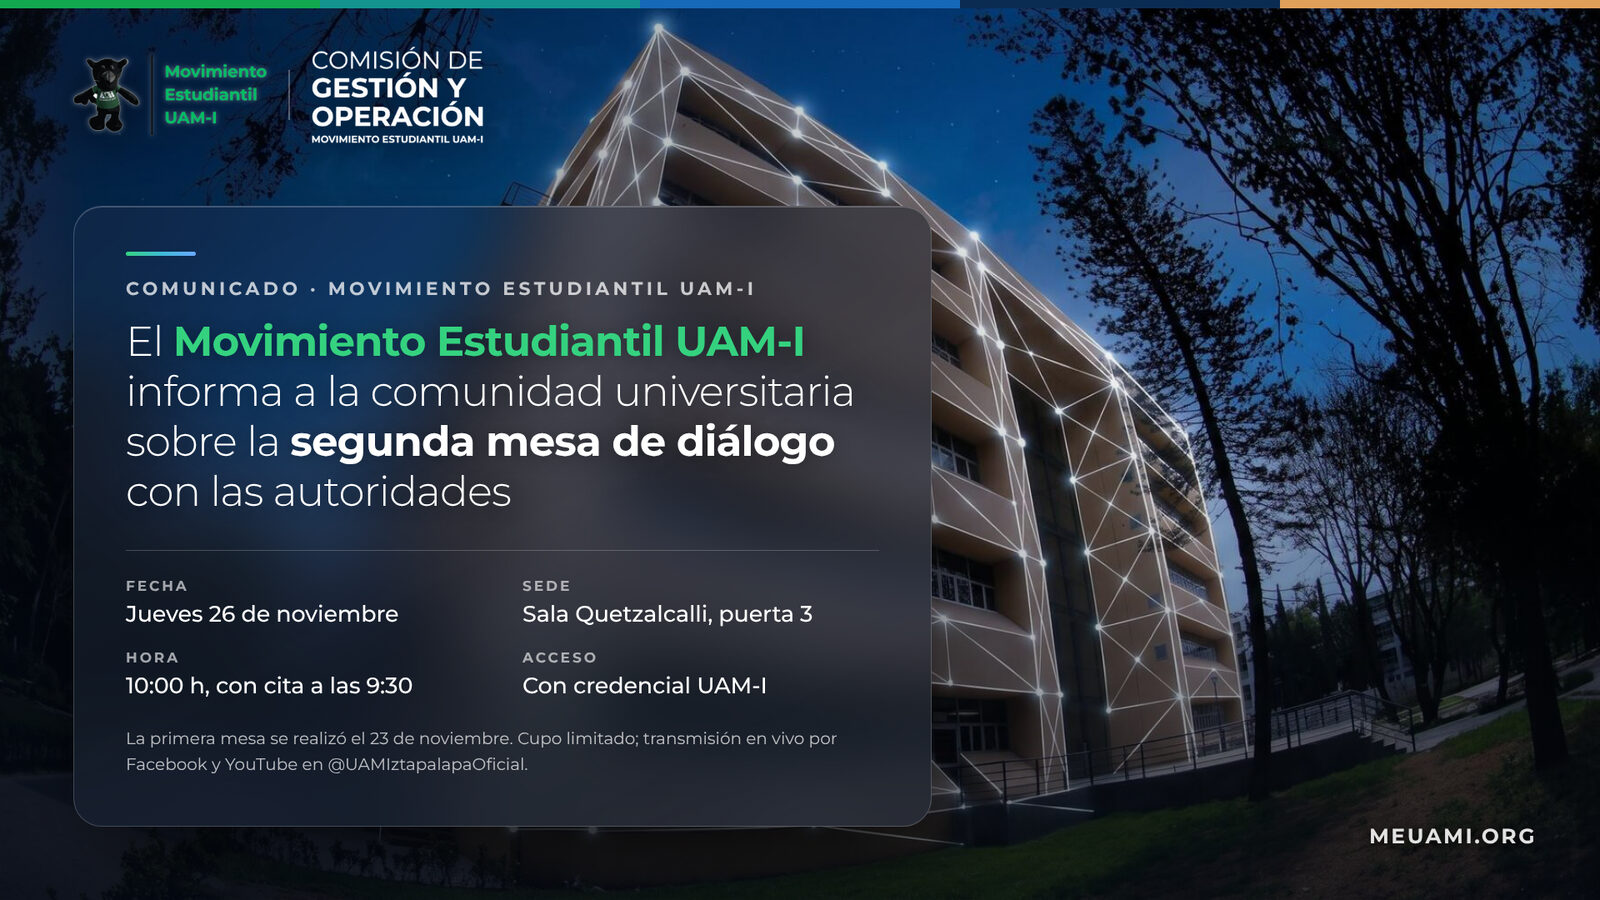 Movimiento
Estudiantil
UAM-I
COMISIÓN DE
GESTIÓN Y
OPERACIÓN
MOVIMIENTO ESTUDIANTIL UAM-I
COMUNICADO · MOVIMIENTO ESTUDIANTIL UAM-I
El Movimiento Estudiantil UAM-I
informa a la comunidad universitaria
sobre la segunda mesa de diálogo
con las autoridades
FECHA
Jueves 26 de noviembre
SEDE
Sala Quetzalcalli, puerta 3
HORA
10:00 h, con cita a las 9:30
ACCESO
Con credencial UAM-I
La primera mesa se realizó el 23 de noviembre. Cupo limitado; transmisión en vivo por
Facebook y YouTube en @UAMIztapalapaOficial.
MEUAMI.ORG